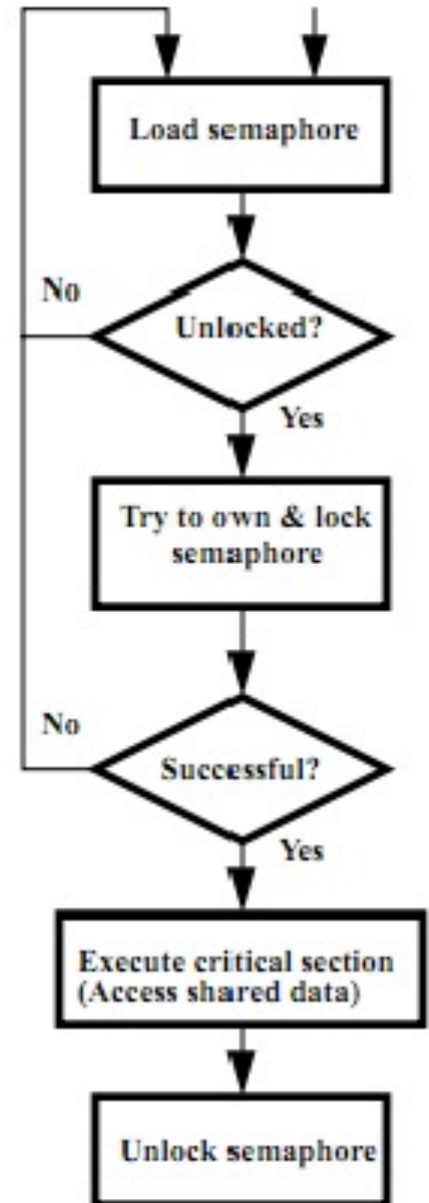 Load semaphore
No
Unlocked?
Yes
Try to own & lock
semaphore
No
Successful?
Yes
Execute critical section
(Access shared data)
Unlock semaphore